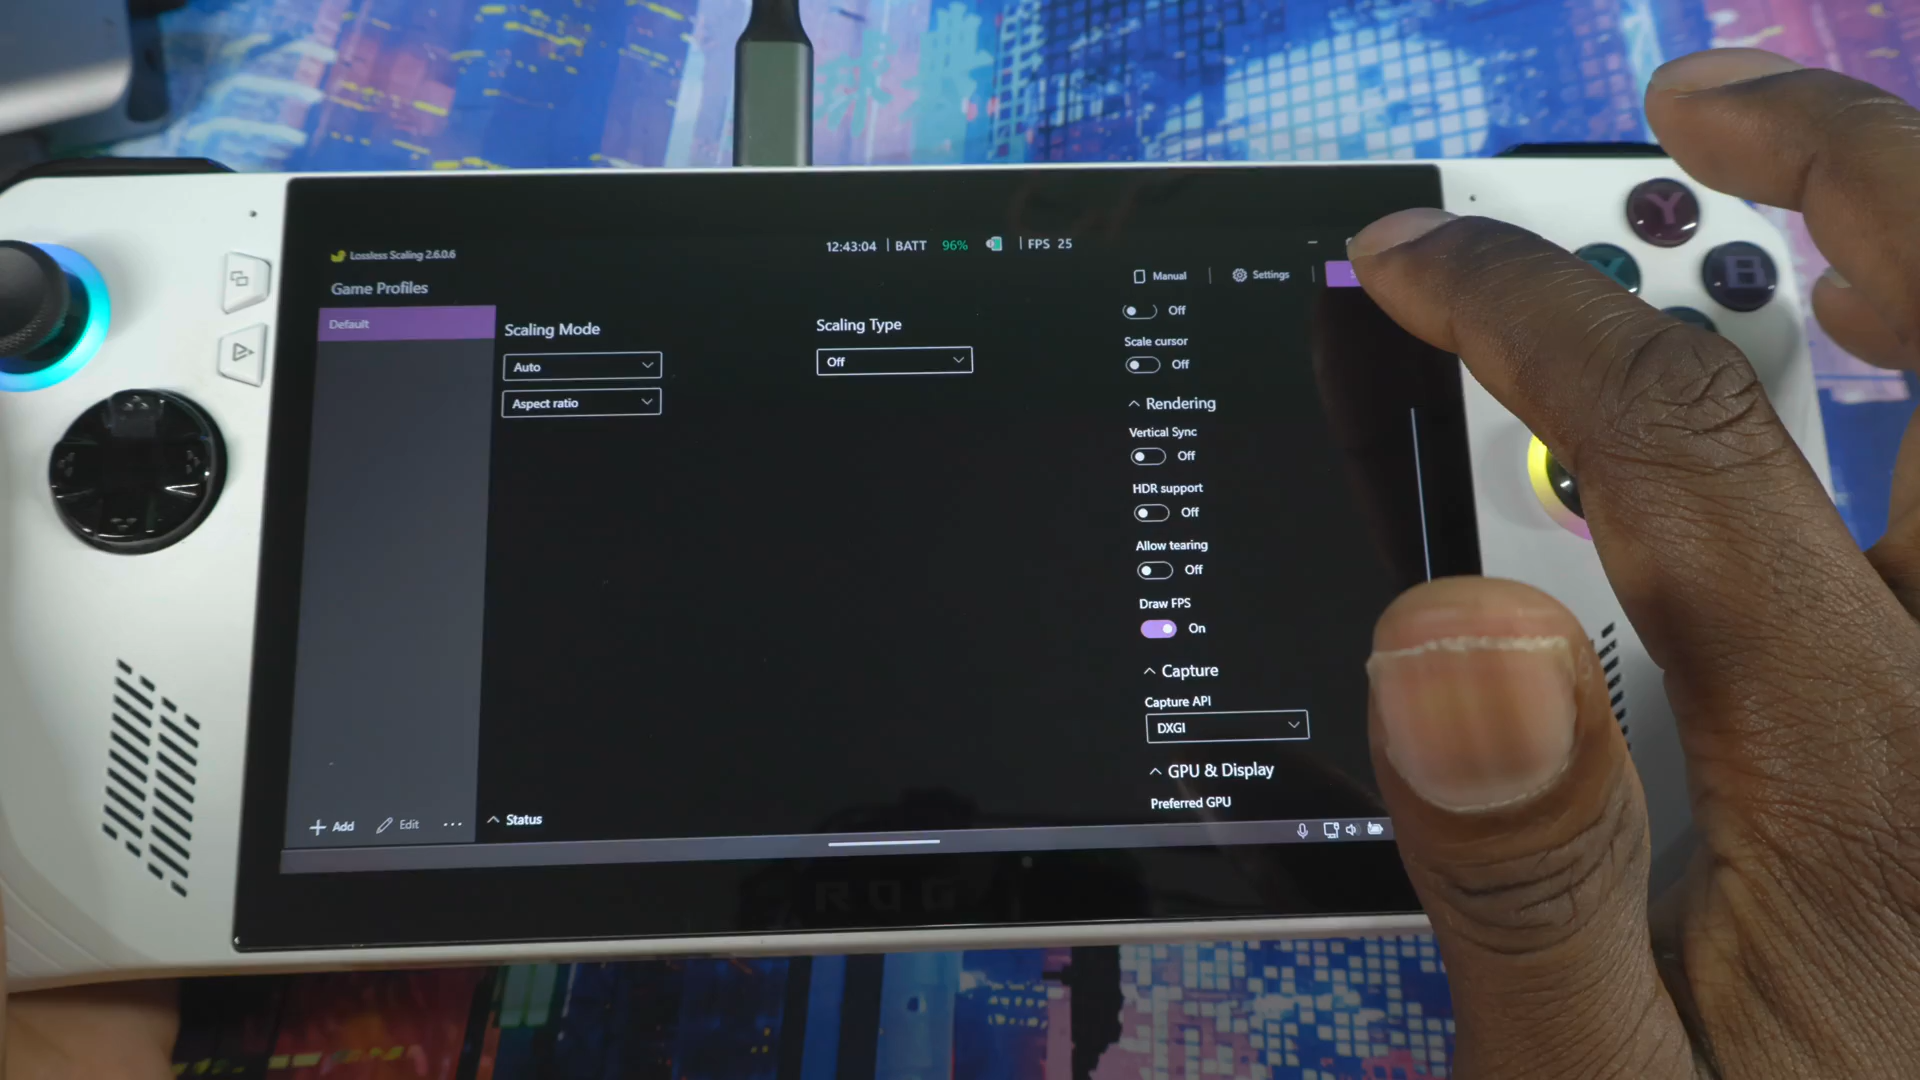 12:43:04 | BATT 96% | FPS 25
Lossless Scaling 2.6.0.6
Manual | Settings |
Game Profiles
Default
Scaling Mode
Auto
Aspect ratio
Scaling Type
Off
Off
Scale cursor
Off
Rendering
Vertical Sync
Off
HDR support
Off
Allow tearing
Off
Draw FPS
On
Capture
Capture API
DXGI
GPU & Display
Preferred GPU
+ Add Edit ...
Status
ROG
Y
B